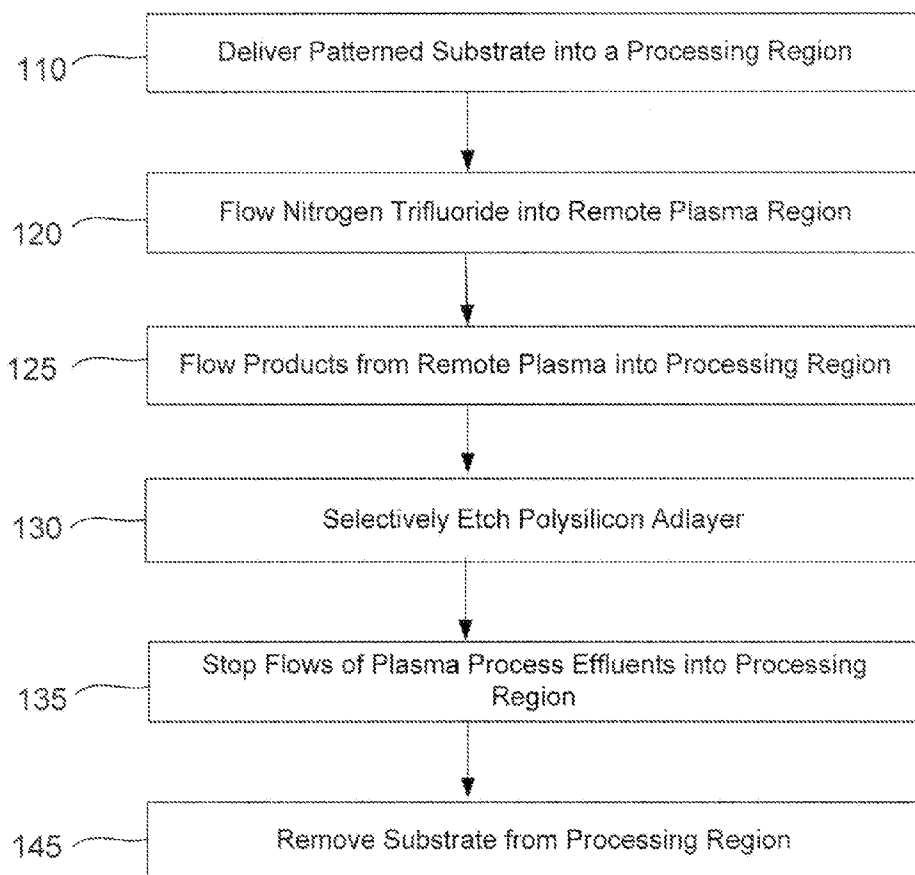 110
Deliver Patterned Substrate into a Processing Region
120
Flow Nitrogen Trifluoride into Remote Plasma Region
125
Flow Products from Remote Plasma into Processing Region
130
Selectively Etch Polysilicon Adlayer
135
Stop Flows of Plasma Process Effluents into Processing
Region
145
Remove Substrate from Processing Region